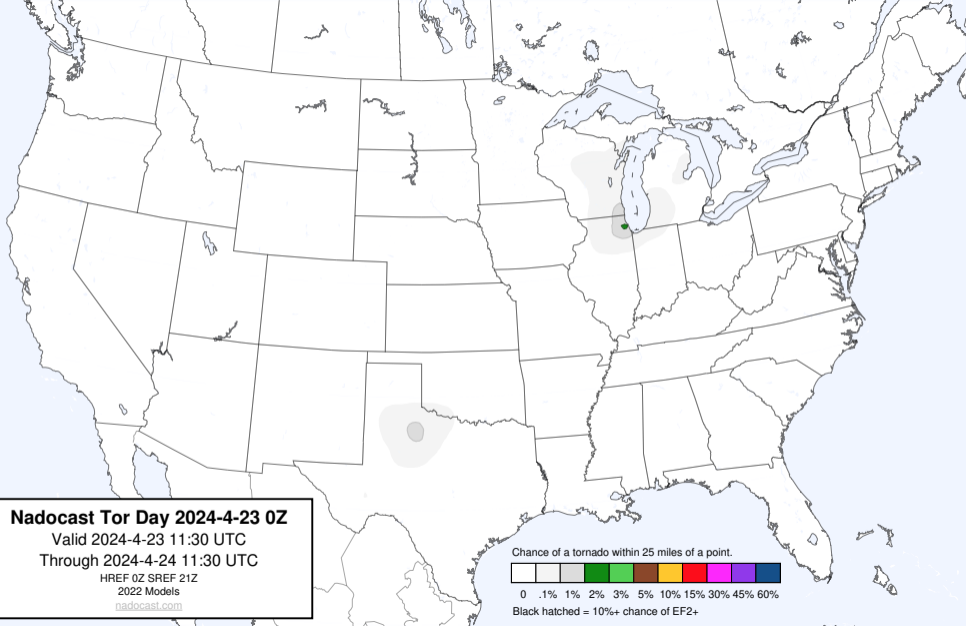 Nadocast Tor Day 2024-4-23 0Z
Valid 2024-4-23 11:30 UTC
Through 2024-4-24 11:30 UTC
HREF 0Z SREF 21Z
2022 Models
nadocast.com
Chance of a tornado within 25 miles of a point.
0 .1% 1% 2% 3% 5% 10% 15% 30% 45% 60%
Black hatched = 10%+ chance of EF2+